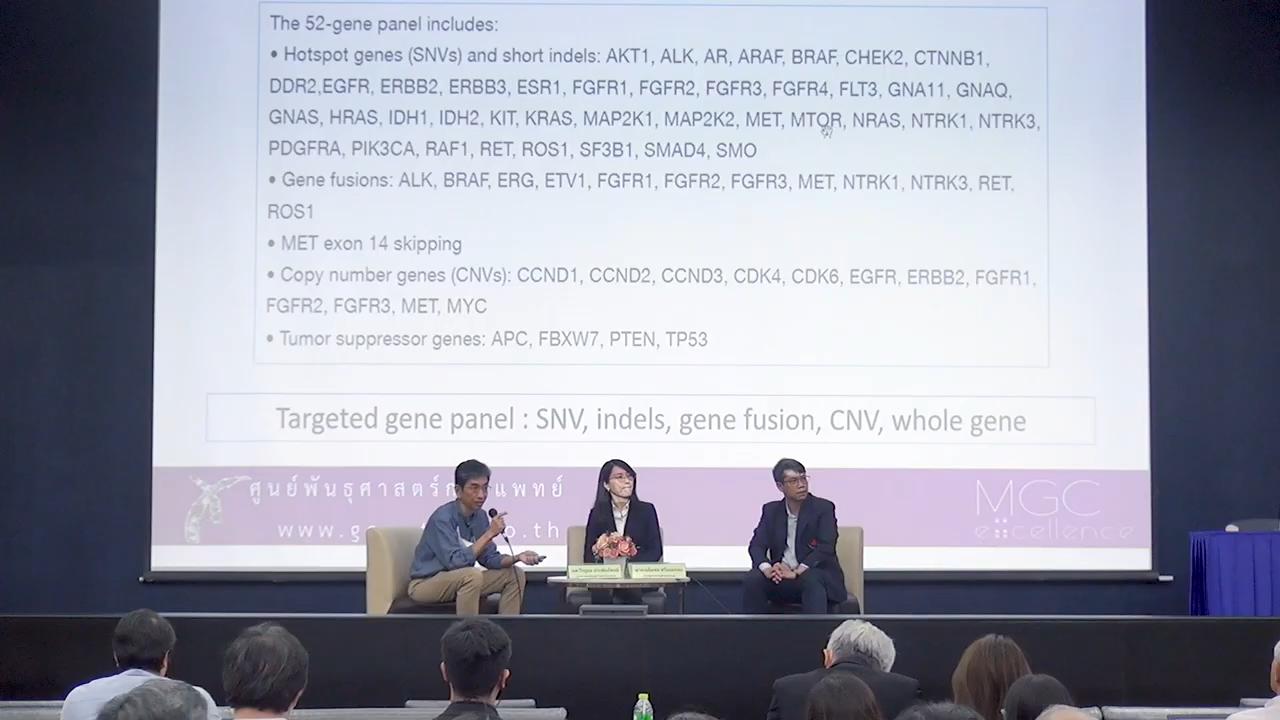 The 52-gene panel includes:
• Hotspot genes (SNVs) and short indels: AKT1, ALK, AR, ARAF, BRAF, CHEK2, CTNNB1,
DDR2,EGFR, ERBB2, ERBB3, ESR1, FGFR1, FGFR2, FGFR3, FGFR4, FLT3, GNA11, GNAQ,
GNAS, HRAS, IDH1, IDH2, KIT, KRAS, MAP2K1, MAP2K2, MET, MTOR, NRAS, NTRK1, NTRK3,
PDGFRA, PIK3CA, RAF1, RET, ROS1, SF3B1, SMAD4, SMO
• Gene fusions: ALK, BRAF, ERG, ETV1, FGFR1, FGFR2, FGFR3, MET, NTRK1, NTRK3, RET,
ROS1
• MET exon 14 skipping
• Copy number genes (CNVs): CCND1, CCND2, CCND3, CDK4, CDK6, EGFR, ERBB2, FGFR1,
FGFR2, FGFR3, MET, MYC
• Tumor suppressor genes: APC, FBXW7, PTEN, TP53
Targeted gene panel : SNV, indels, gene fusion, CNV, whole gene
MGC